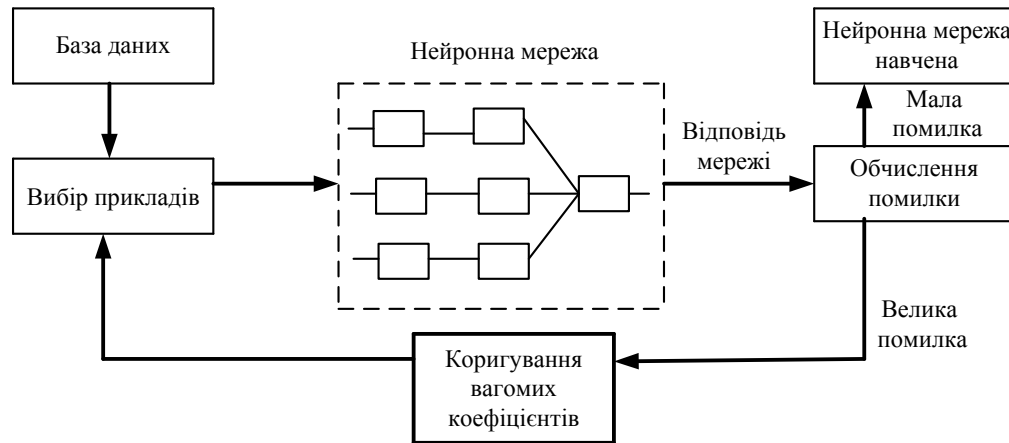 База даних
Нейронна мережа
Нейронна мережа
навчена
Мала
помилка
Відповідь
мережі
Вибір прикладів
Обчислення
помилки
Велика
помилка
Коригування
вагомих
коефіцієнтів